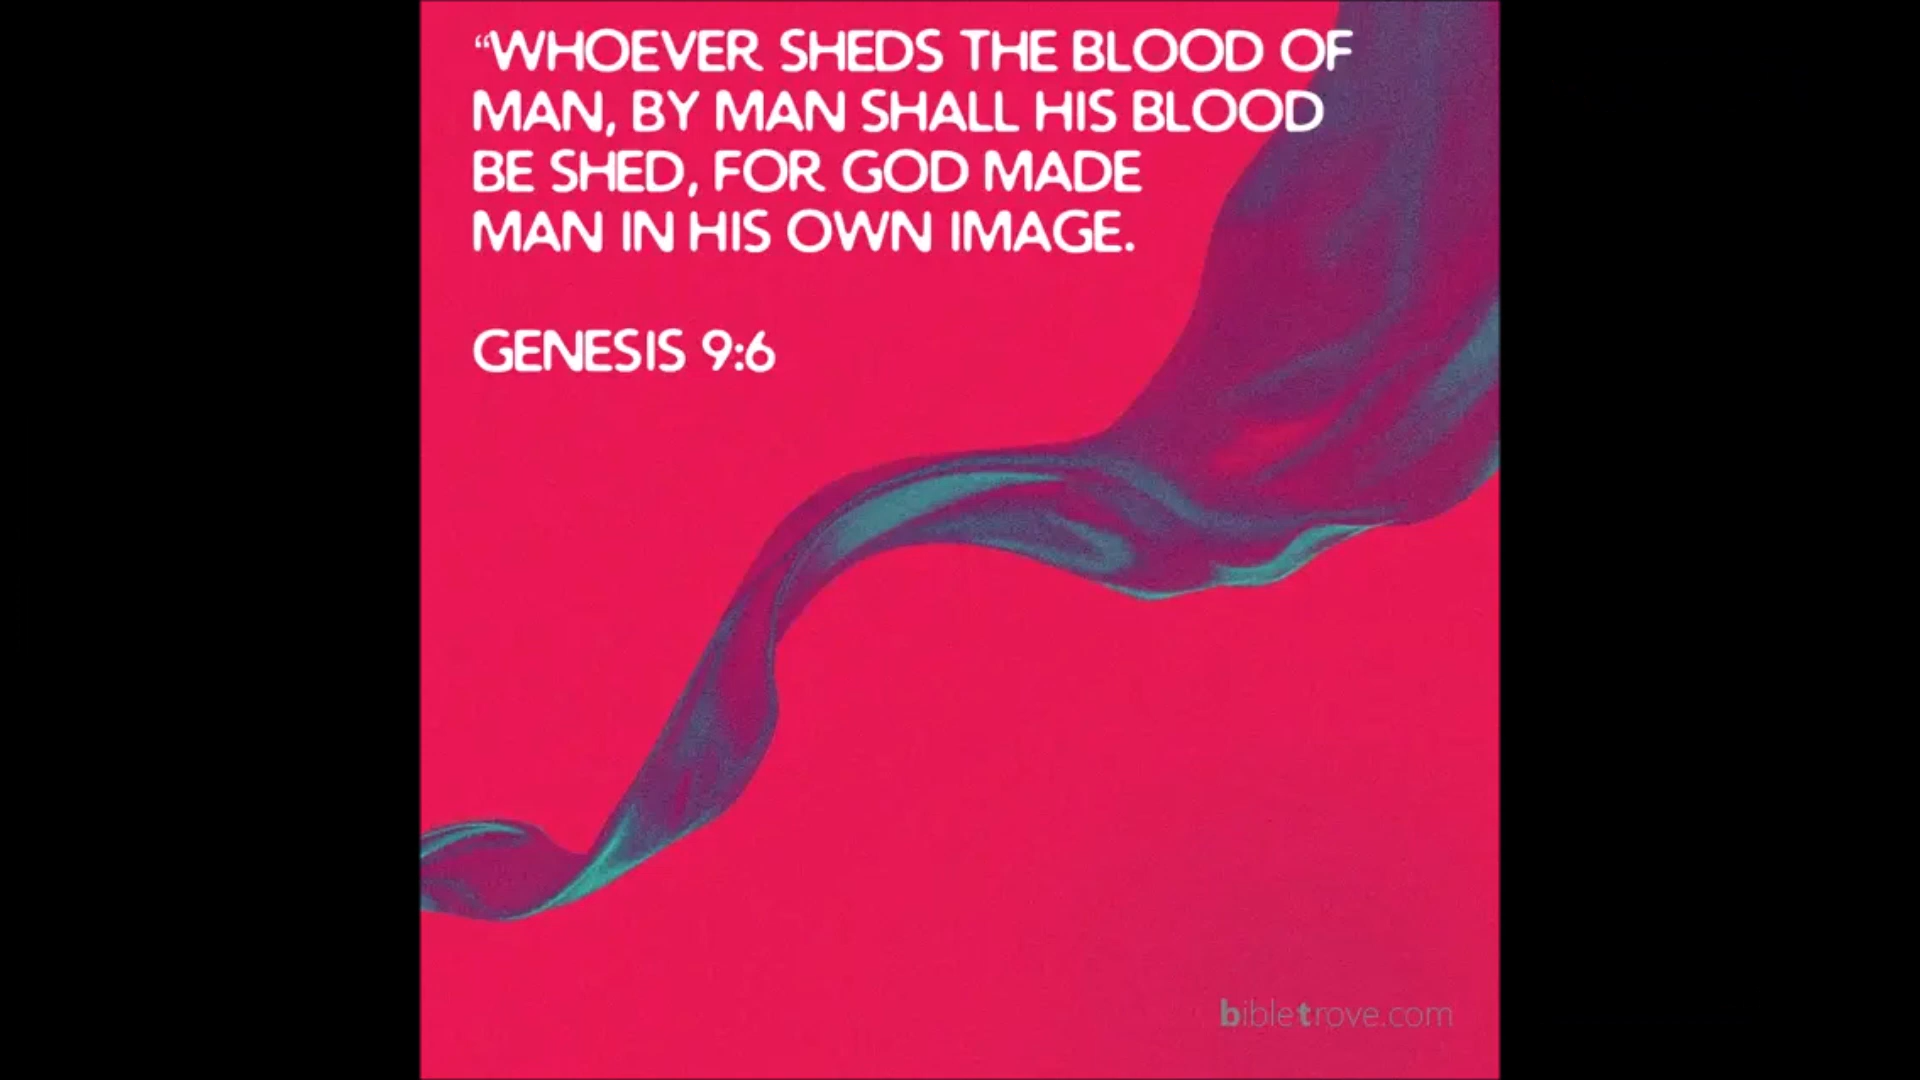 “WHOEVER SHEDS THE BLOOD OF
MAN, BY MAN SHALL HIS BLOOD
BE SHED, FOR GOD MADE
MAN IN HIS OWN IMAGE.
GENESIS 9:6
bibletrove.com